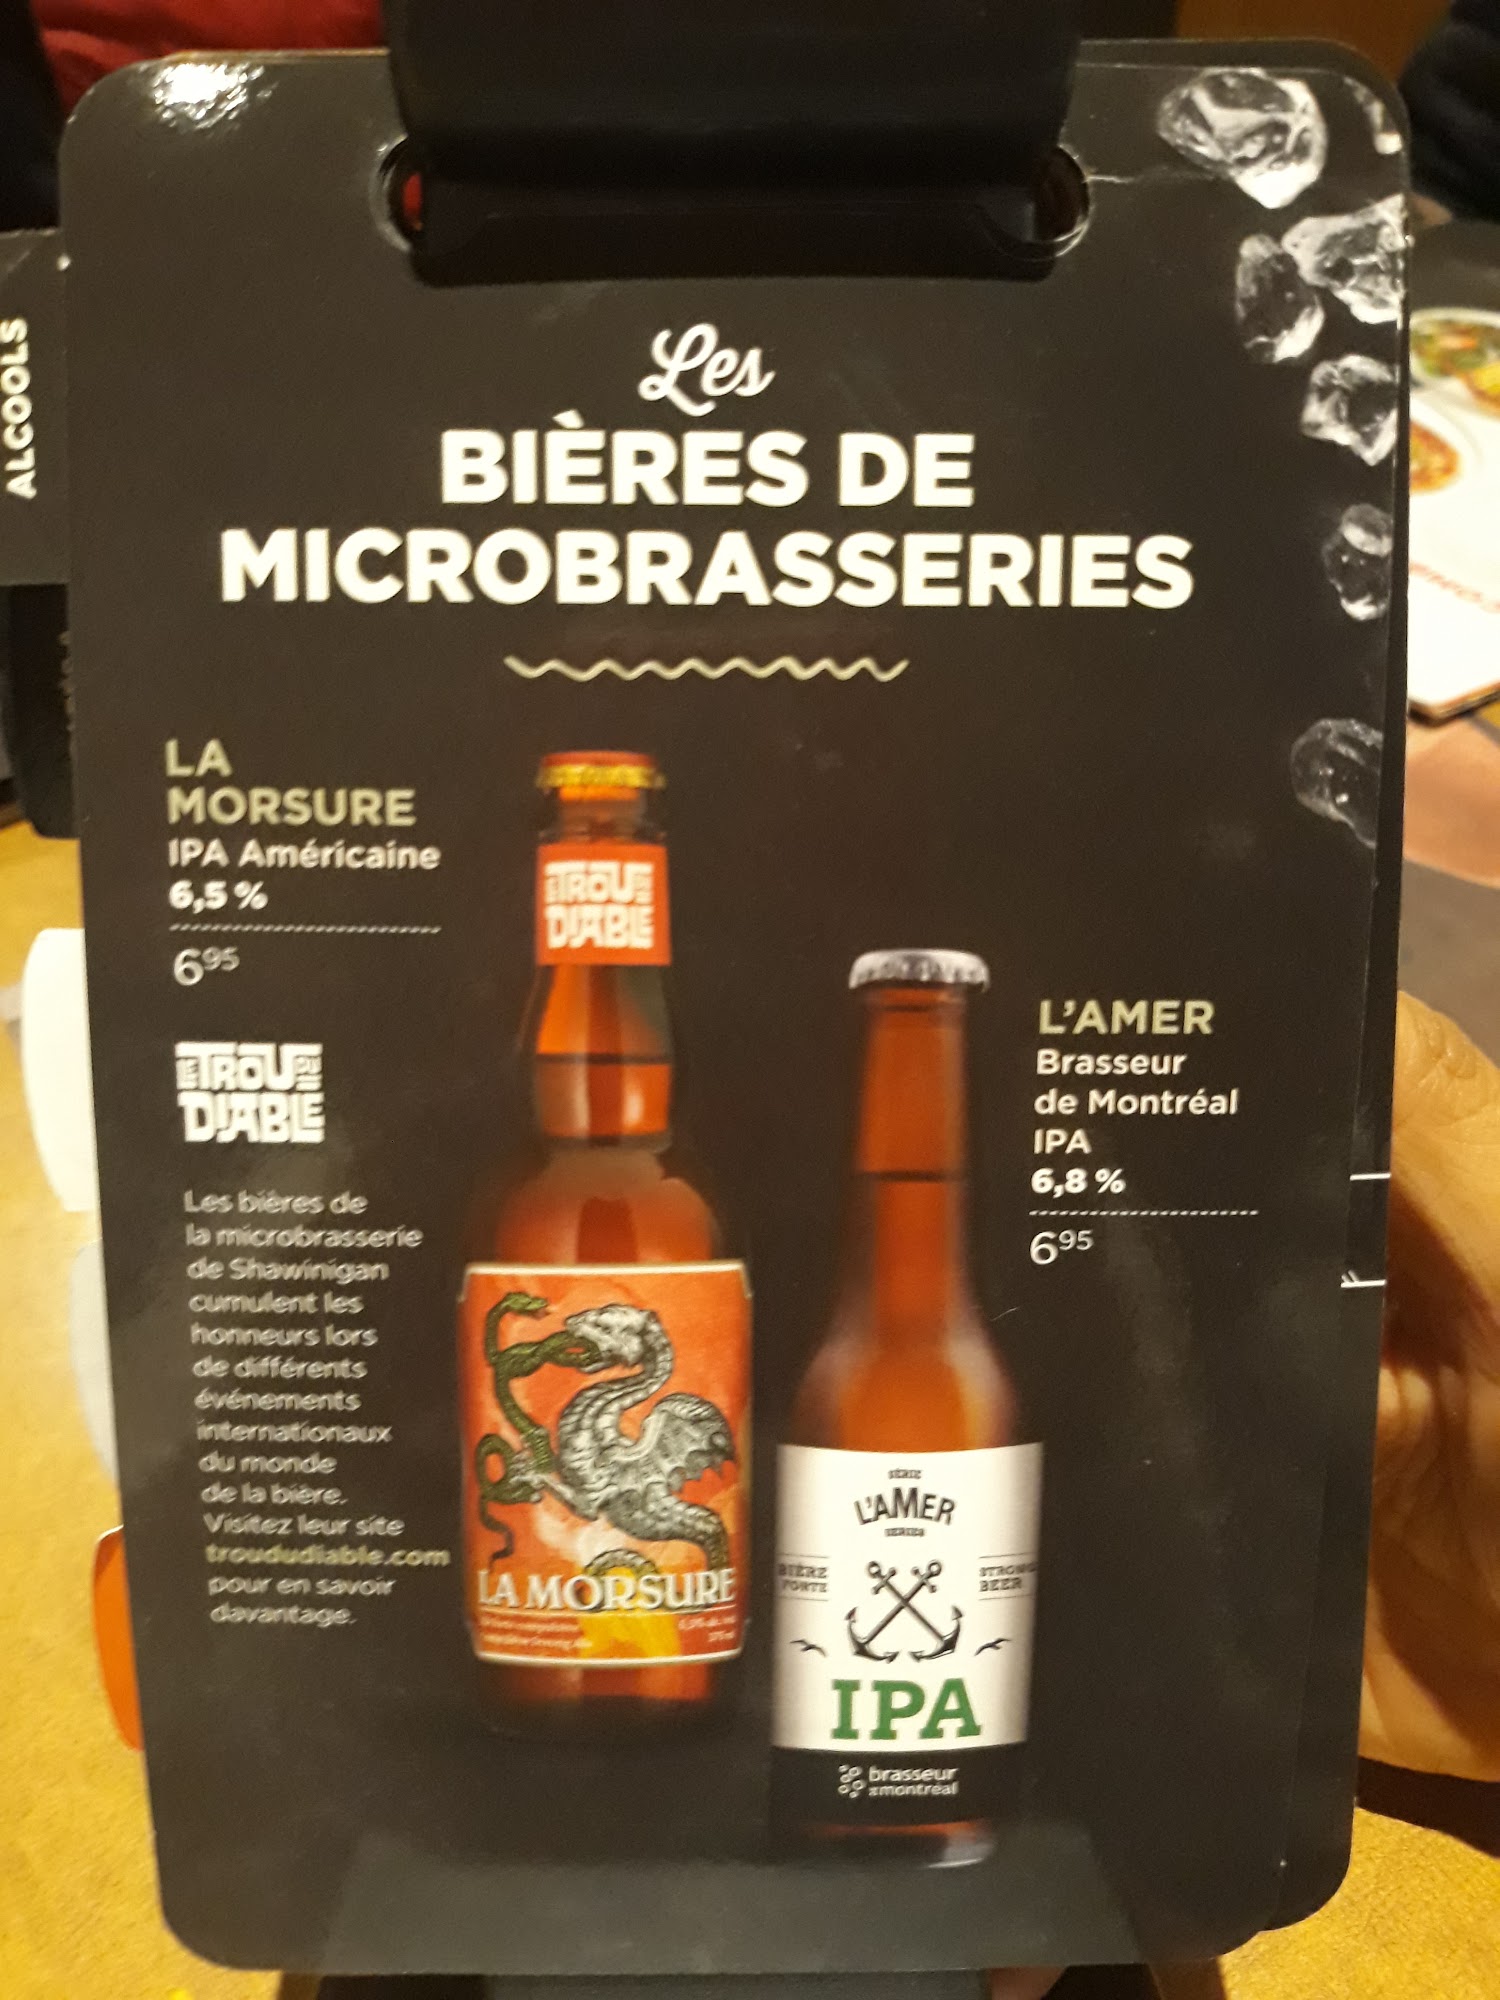 ALCOOLS
Les
BIÈRES DE
MICROBRASSERIES
LA
MORSURE
IPA Américaine
6,5 %
695
LE TROU DU
DIABLE
Les bières de
la microbrasserie
de Shawinigan
cumulent les
honneurs lors
de différents
événements
internationaux
du monde
de la bière.
Visitez leur site
troududiable.com
pour en savoir
davantage.
TROU DU
DIABLE
LA MORSURE
L'AMER
Brasseur
de Montréal
IPA
6,8 %
695
SÉRIE
L'AMER
SERIES
BIÈRE
FORTE
STRONG
BEER
IPA
brasseur
de montréal